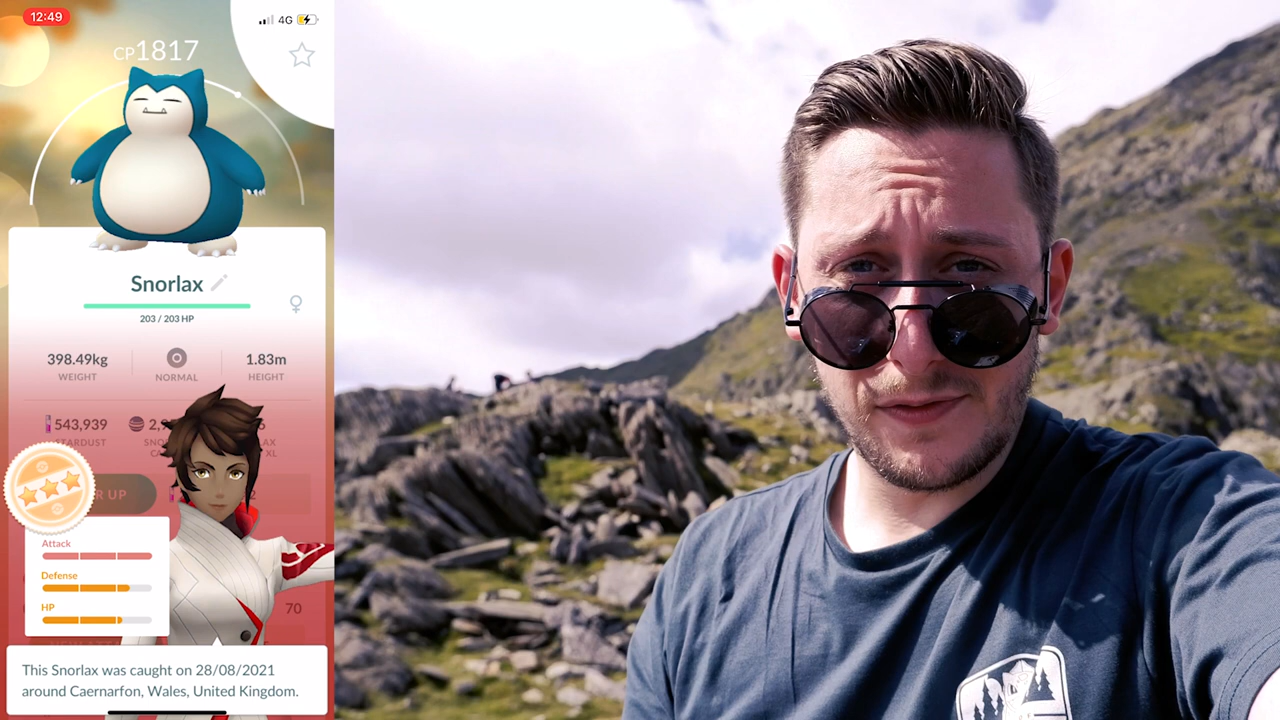 12:49
4G
CP1817
Snorlax
203 / 203 HP
398.49kg
NORMAL
1.83m
WEIGHT
HEIGHT
543,939
UP
70
Attack
Defense
HP
This Snorlax was caught on 28/08/2021
around Caernarfon, Wales, United Kingdom.